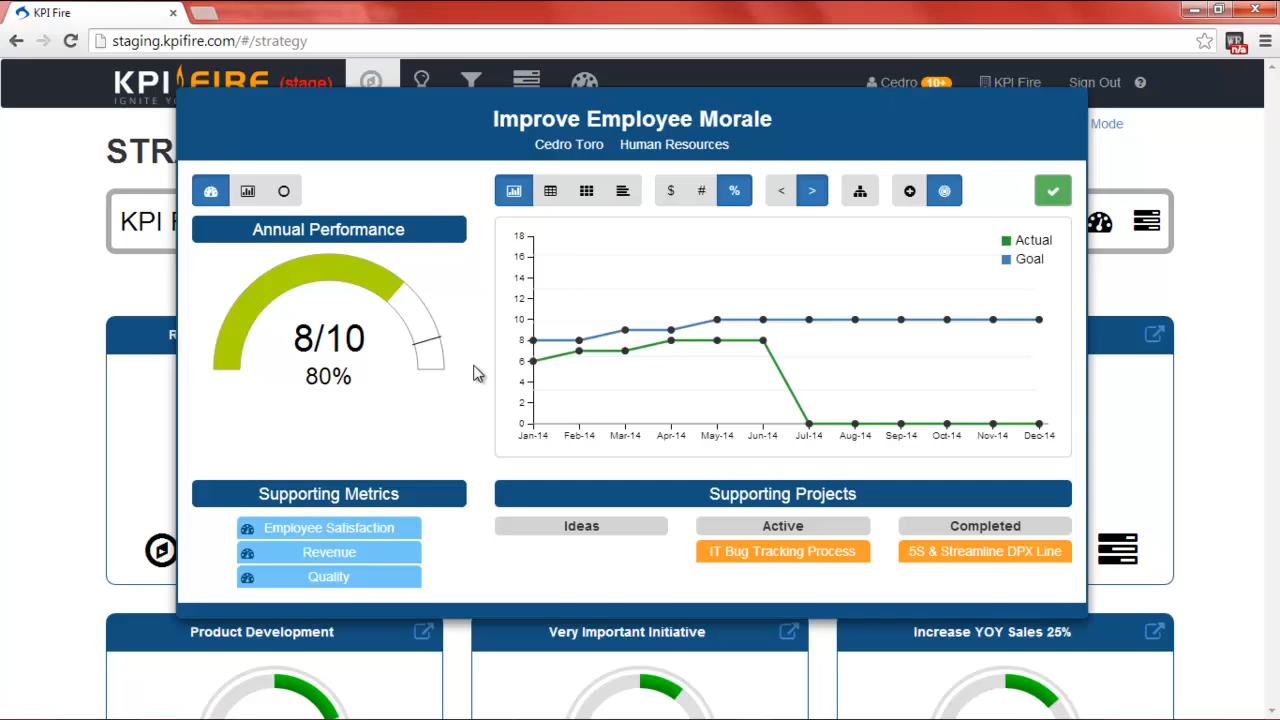 KPI Fire
staging.kpifire.com/#/strategy
WR
n/a
KPI FIRE (stage)
IGNITE
Cedro 10+
KPI Fire
Sign Out
Mode
STR
KPI F
Improve Employee Morale
Cedro Toro Human Resources
$ # %
< >
Annual Performance
8/10
80%
18
16
14
12
10
8
6
4
2
0
Jan-14 Feb-14 Mar-14 Apr-14 May-14 Jun-14 Jul-14 Aug-14 Sep-14 Oct-14 Nov-14 Dec-14
Actual
Goal
Supporting Metrics
Employee Satisfaction
Revenue
Quality
Supporting Projects
Ideas Active Completed
IT Bug Tracking Process 5S & Streamline DPX Line
Product Development
Very Important Initiative
Increase YOY Sales 25%